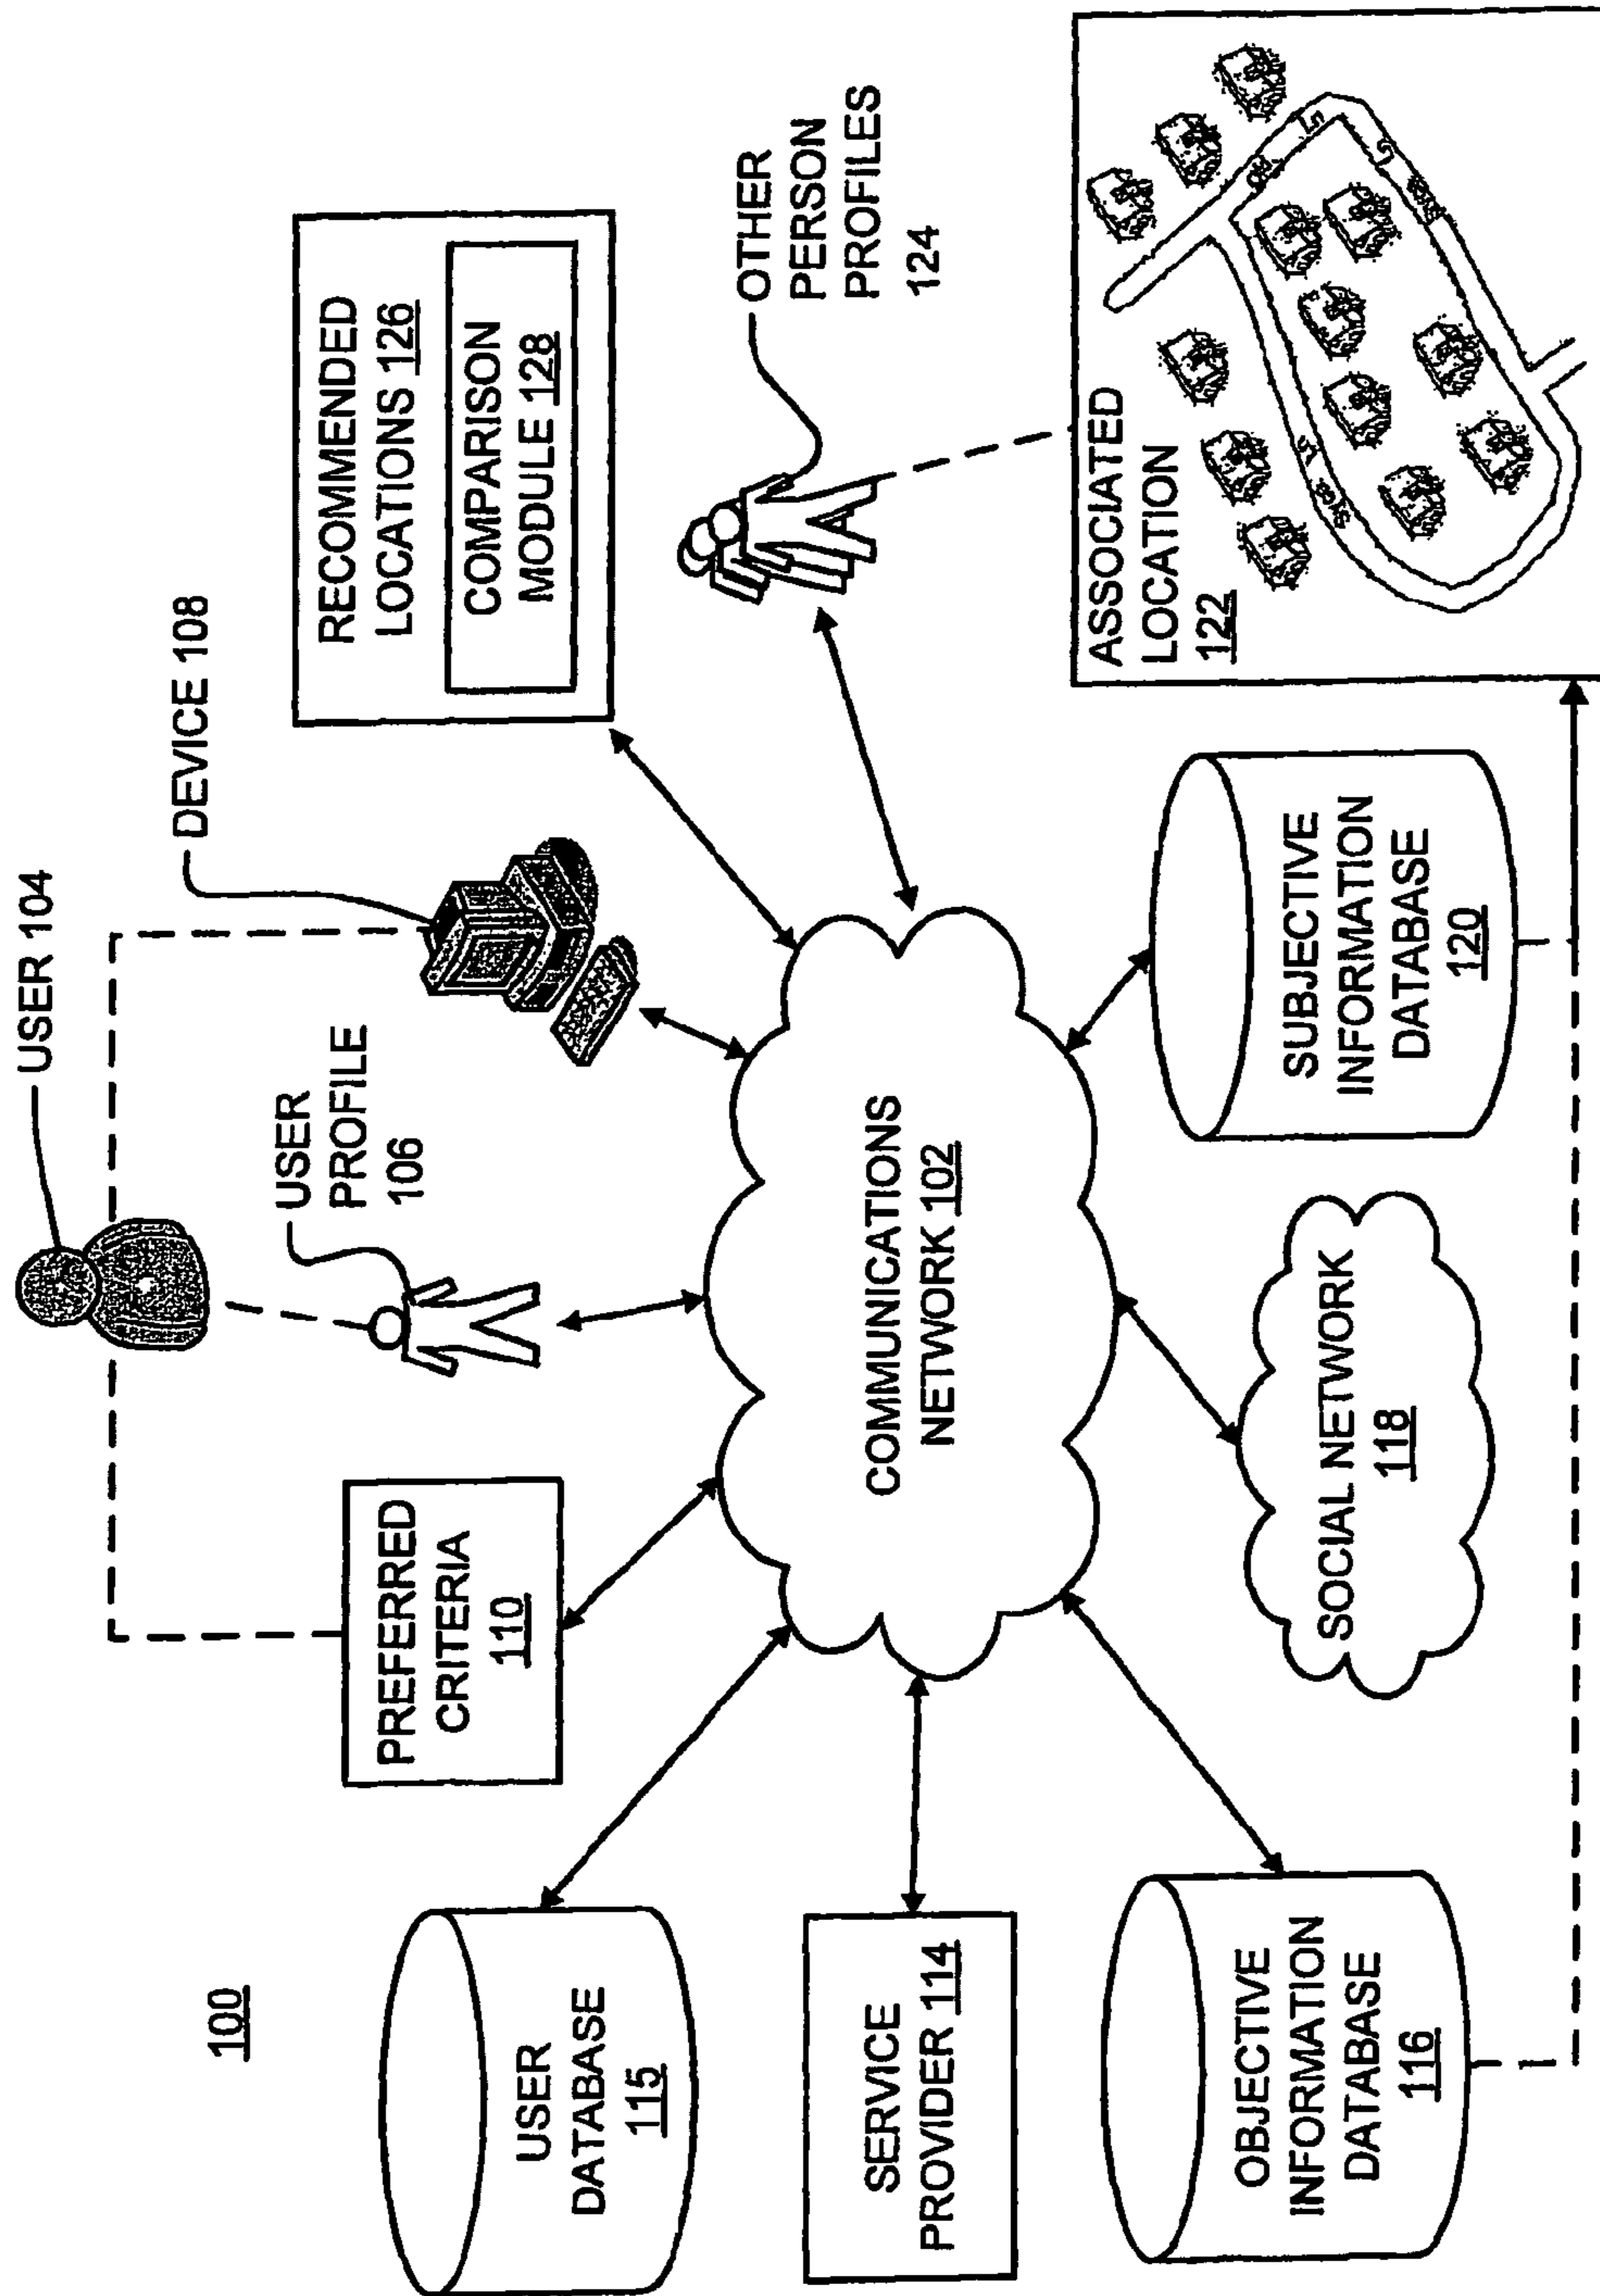 100
USER 104
USER
PROFILE
106
DEVICE 108
PREFERRED
CRITERIA
110
RECOMMENDED
LOCATIONS 126
COMPARISON
MODULE 128
USER
DATABASE
115
SERVICE
PROVIDER 114
COMMUNICATIONS
NETWORK 102
OTHER
PERSON
PROFILES
124
OBJECTIVE
INFORMATION
DATABASE
116
SOCIAL NETWORK
118
SUBJECTIVE
INFORMATION
DATABASE
120
ASSOCIATED
LOCATION
122